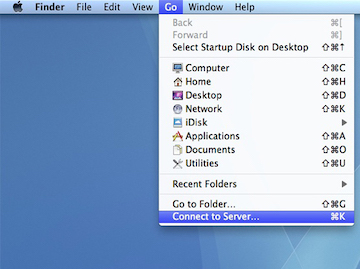 Finder File Edit View Go Window Help
Back ⌘[
Forward ⌘]
Select Startup Disk on Desktop ⇧⌘↑
Computer ⇧⌘C
Home ⇧⌘H
Desktop ⇧⌘D
Network ⇧⌘K
iDisk
Applications ⇧⌘A
Documents ⇧⌘O
Utilities ⇧⌘U
Recent Folders
Go to Folder... ⇧⌘G
Connect to Server... ⌘K